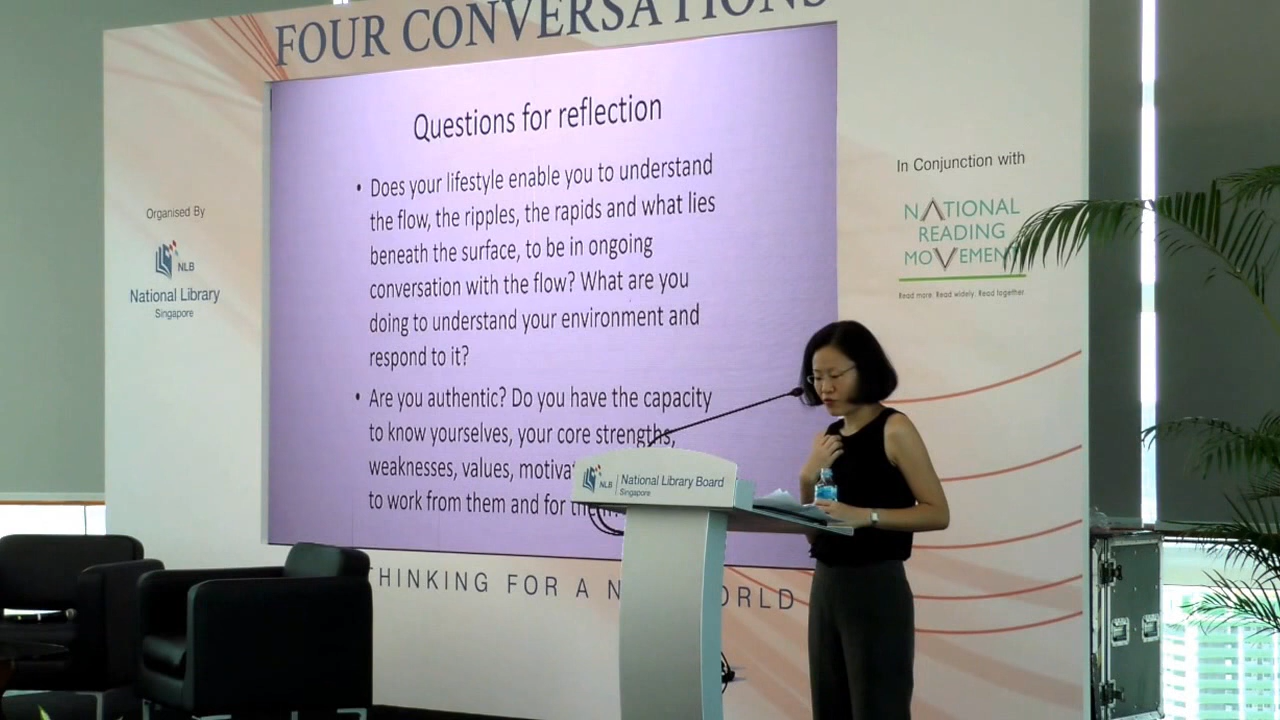 FOUR CONVERSATIONS
Questions for reflection
• Does your lifestyle enable you to understand
the flow, the ripples, the rapids and what lies
beneath the surface, to be in ongoing
conversation with the flow? What are you
doing to understand your environment and
respond to it?
• Are you authentic? Do you have the capacity
to know yourselves, your core strengths,
weaknesses, values, motivat
to work from them and for them?
Organised By
NLB
National Library
Singapore
In Conjunction with
NATIONAL
READING
MOVEMENT
Read more. Read widely. Read together.
NLB National Library Board
Singapore
THINKING FOR A N ORLD